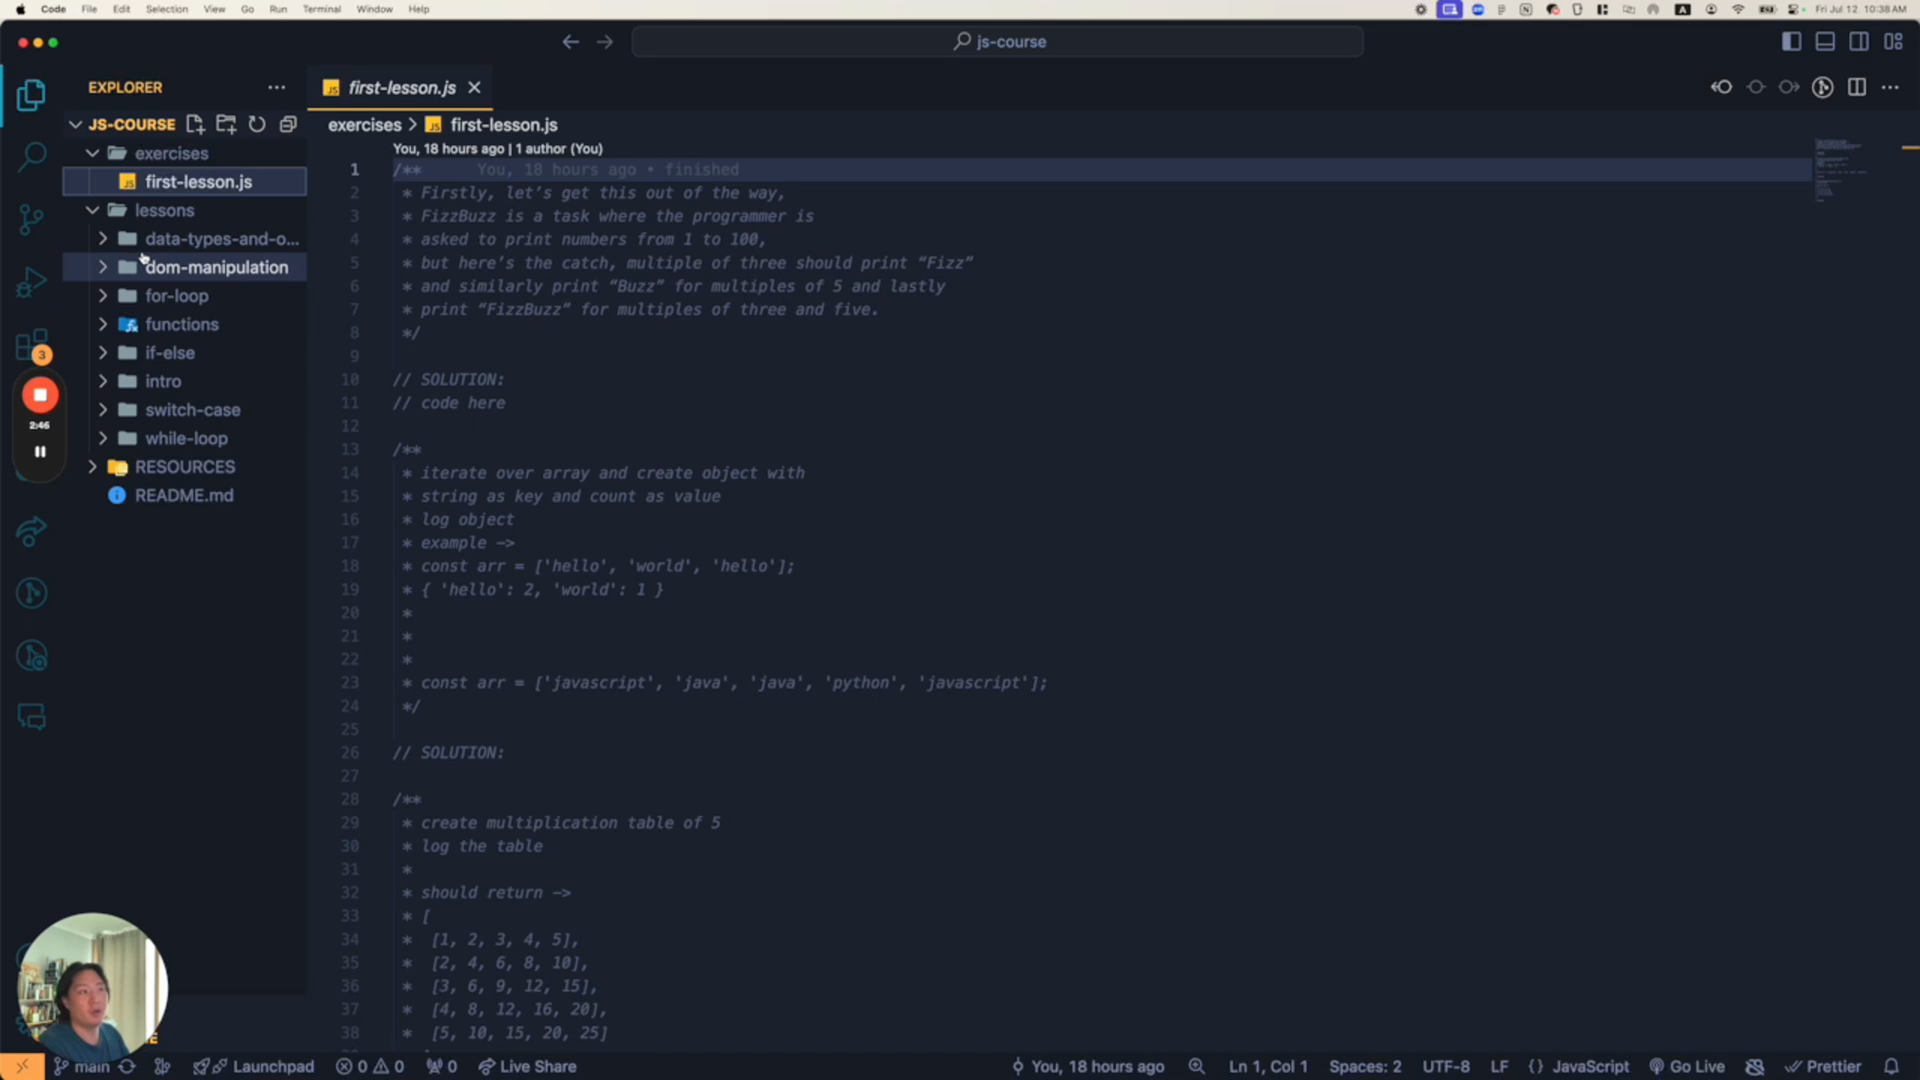 Code File Edit Selection View Go Run Terminal Window Help
Fri Jul 12 10:38 AM
js-course
EXPLORER
first-lesson.js
JS-COURSE
exercises
first-lesson.js
lessons
data-types-and-o...
dom-manipulation
for-loop
functions
if-else
intro
switch-case
while-loop
RESOURCES
README.md
3
2:46
exercises > first-lesson.js
You, 18 hours ago | 1 author (You)
1 /** You, 18 hours ago • finished
2 * Firstly, let’s get this out of the way,
3 * FizzBuzz is a task where the programmer is
4 * asked to print numbers from 1 to 100,
5 * but here’s the catch, multiple of three should print “Fizz”
6 * and similarly print “Buzz” for multiples of 5 and lastly
7 * print “FizzBuzz” for multiples of three and five.
8 */
9
10 // SOLUTION:
11 // code here
12
13 /**
14 * iterate over array and create object with
15 * string as key and count as value
16 * log object
17 * example ->
18 * const arr = ['hello', 'world', 'hello'];
19 * { 'hello': 2, 'world': 1 }
20 *
21 *
22 *
23 * const arr = ['javascript', 'java', 'java', 'python', 'javascript'];
24 */
25
26 // SOLUTION:
27
28 /**
29 * create multiplication table of 5
30 * log the table
31 *
32 * should return ->
33 * [
34 * [1, 2, 3, 4, 5],
35 * [2, 4, 6, 8, 10],
36 * [3, 6, 9, 12, 15],
37 * [4, 8, 12, 16, 20],
38 * [5, 10, 15, 20, 25]
main Launchpad 0 0 0 Live Share You, 18 hours ago Ln 1, Col 1 Spaces: 2 UTF-8 LF {} JavaScript Go Live Prettier